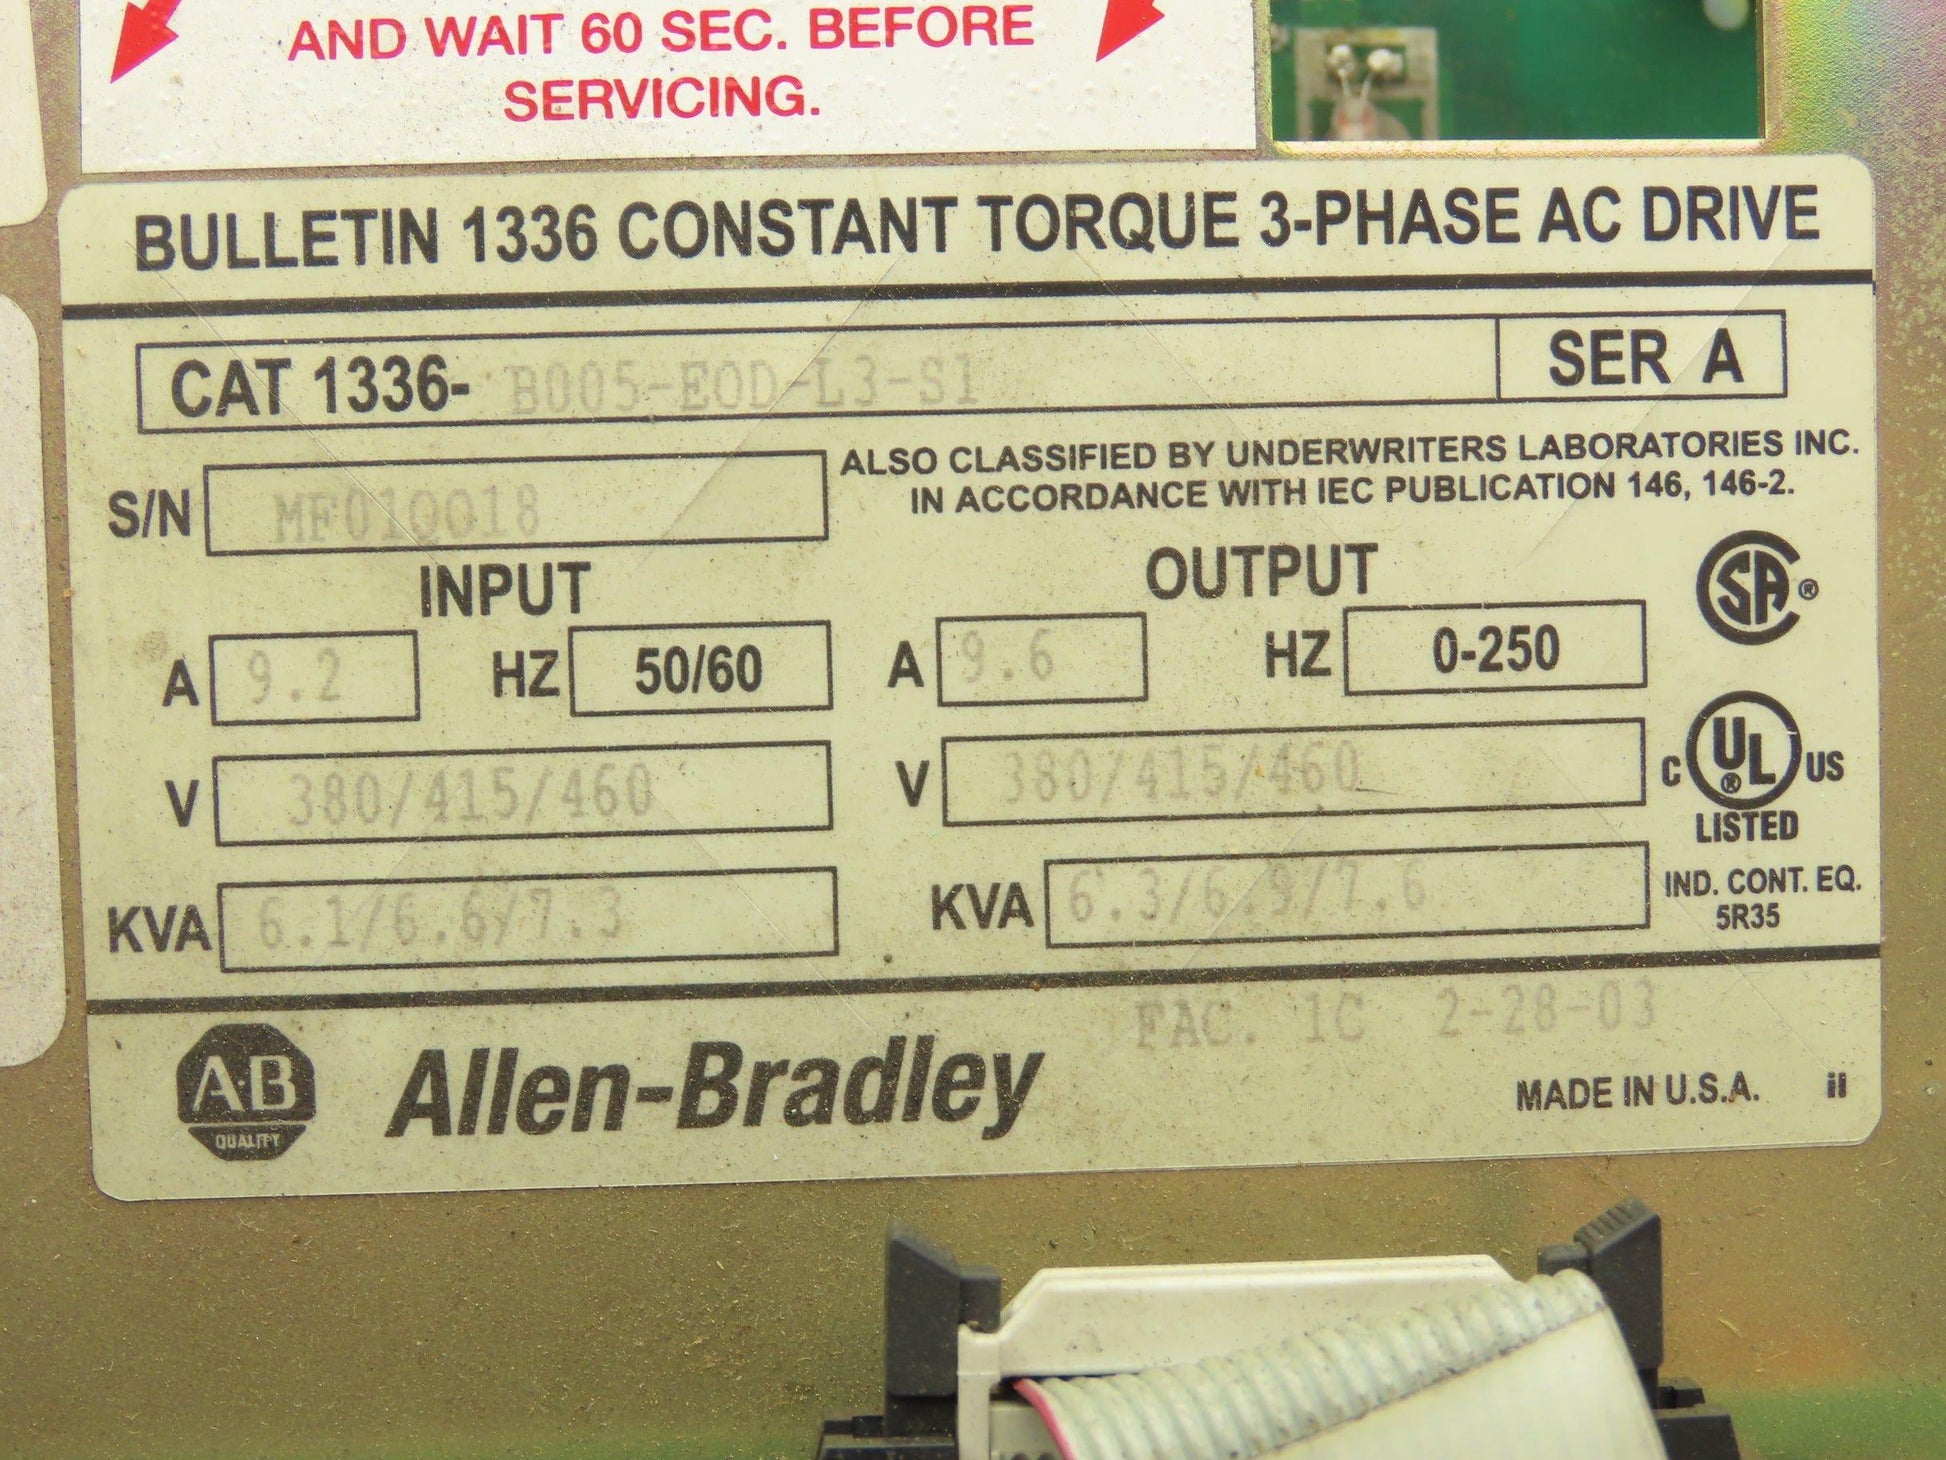 AND WAIT 60 SEC. BEFORE
SERVICING.
BULLETIN 1336 CONSTANT TORQUE 3-PHASE AC DRIVE
CAT 1336- B005-EOD-L3-S1 SER A
ALSO CLASSIFIED BY UNDERWRITERS LABORATORIES INC.
IN ACCORDANCE WITH IEC PUBLICATION 146, 146-2.
S/N MF01QO18
INPUT OUTPUT
A 9.2 HZ 50/60 A 9.6 HZ 0-250
SA ®
V 380/415/460 V 380/415/460
C UL ® US
LISTED
KVA 6.1/6.6/7.3 KVA 6.3/6.9/7.6
IND. CONT. EQ.
5R35
FAC. 1C 2-28-03
A·B
QUALITY
Allen-Bradley
MADE IN U.S.A. il